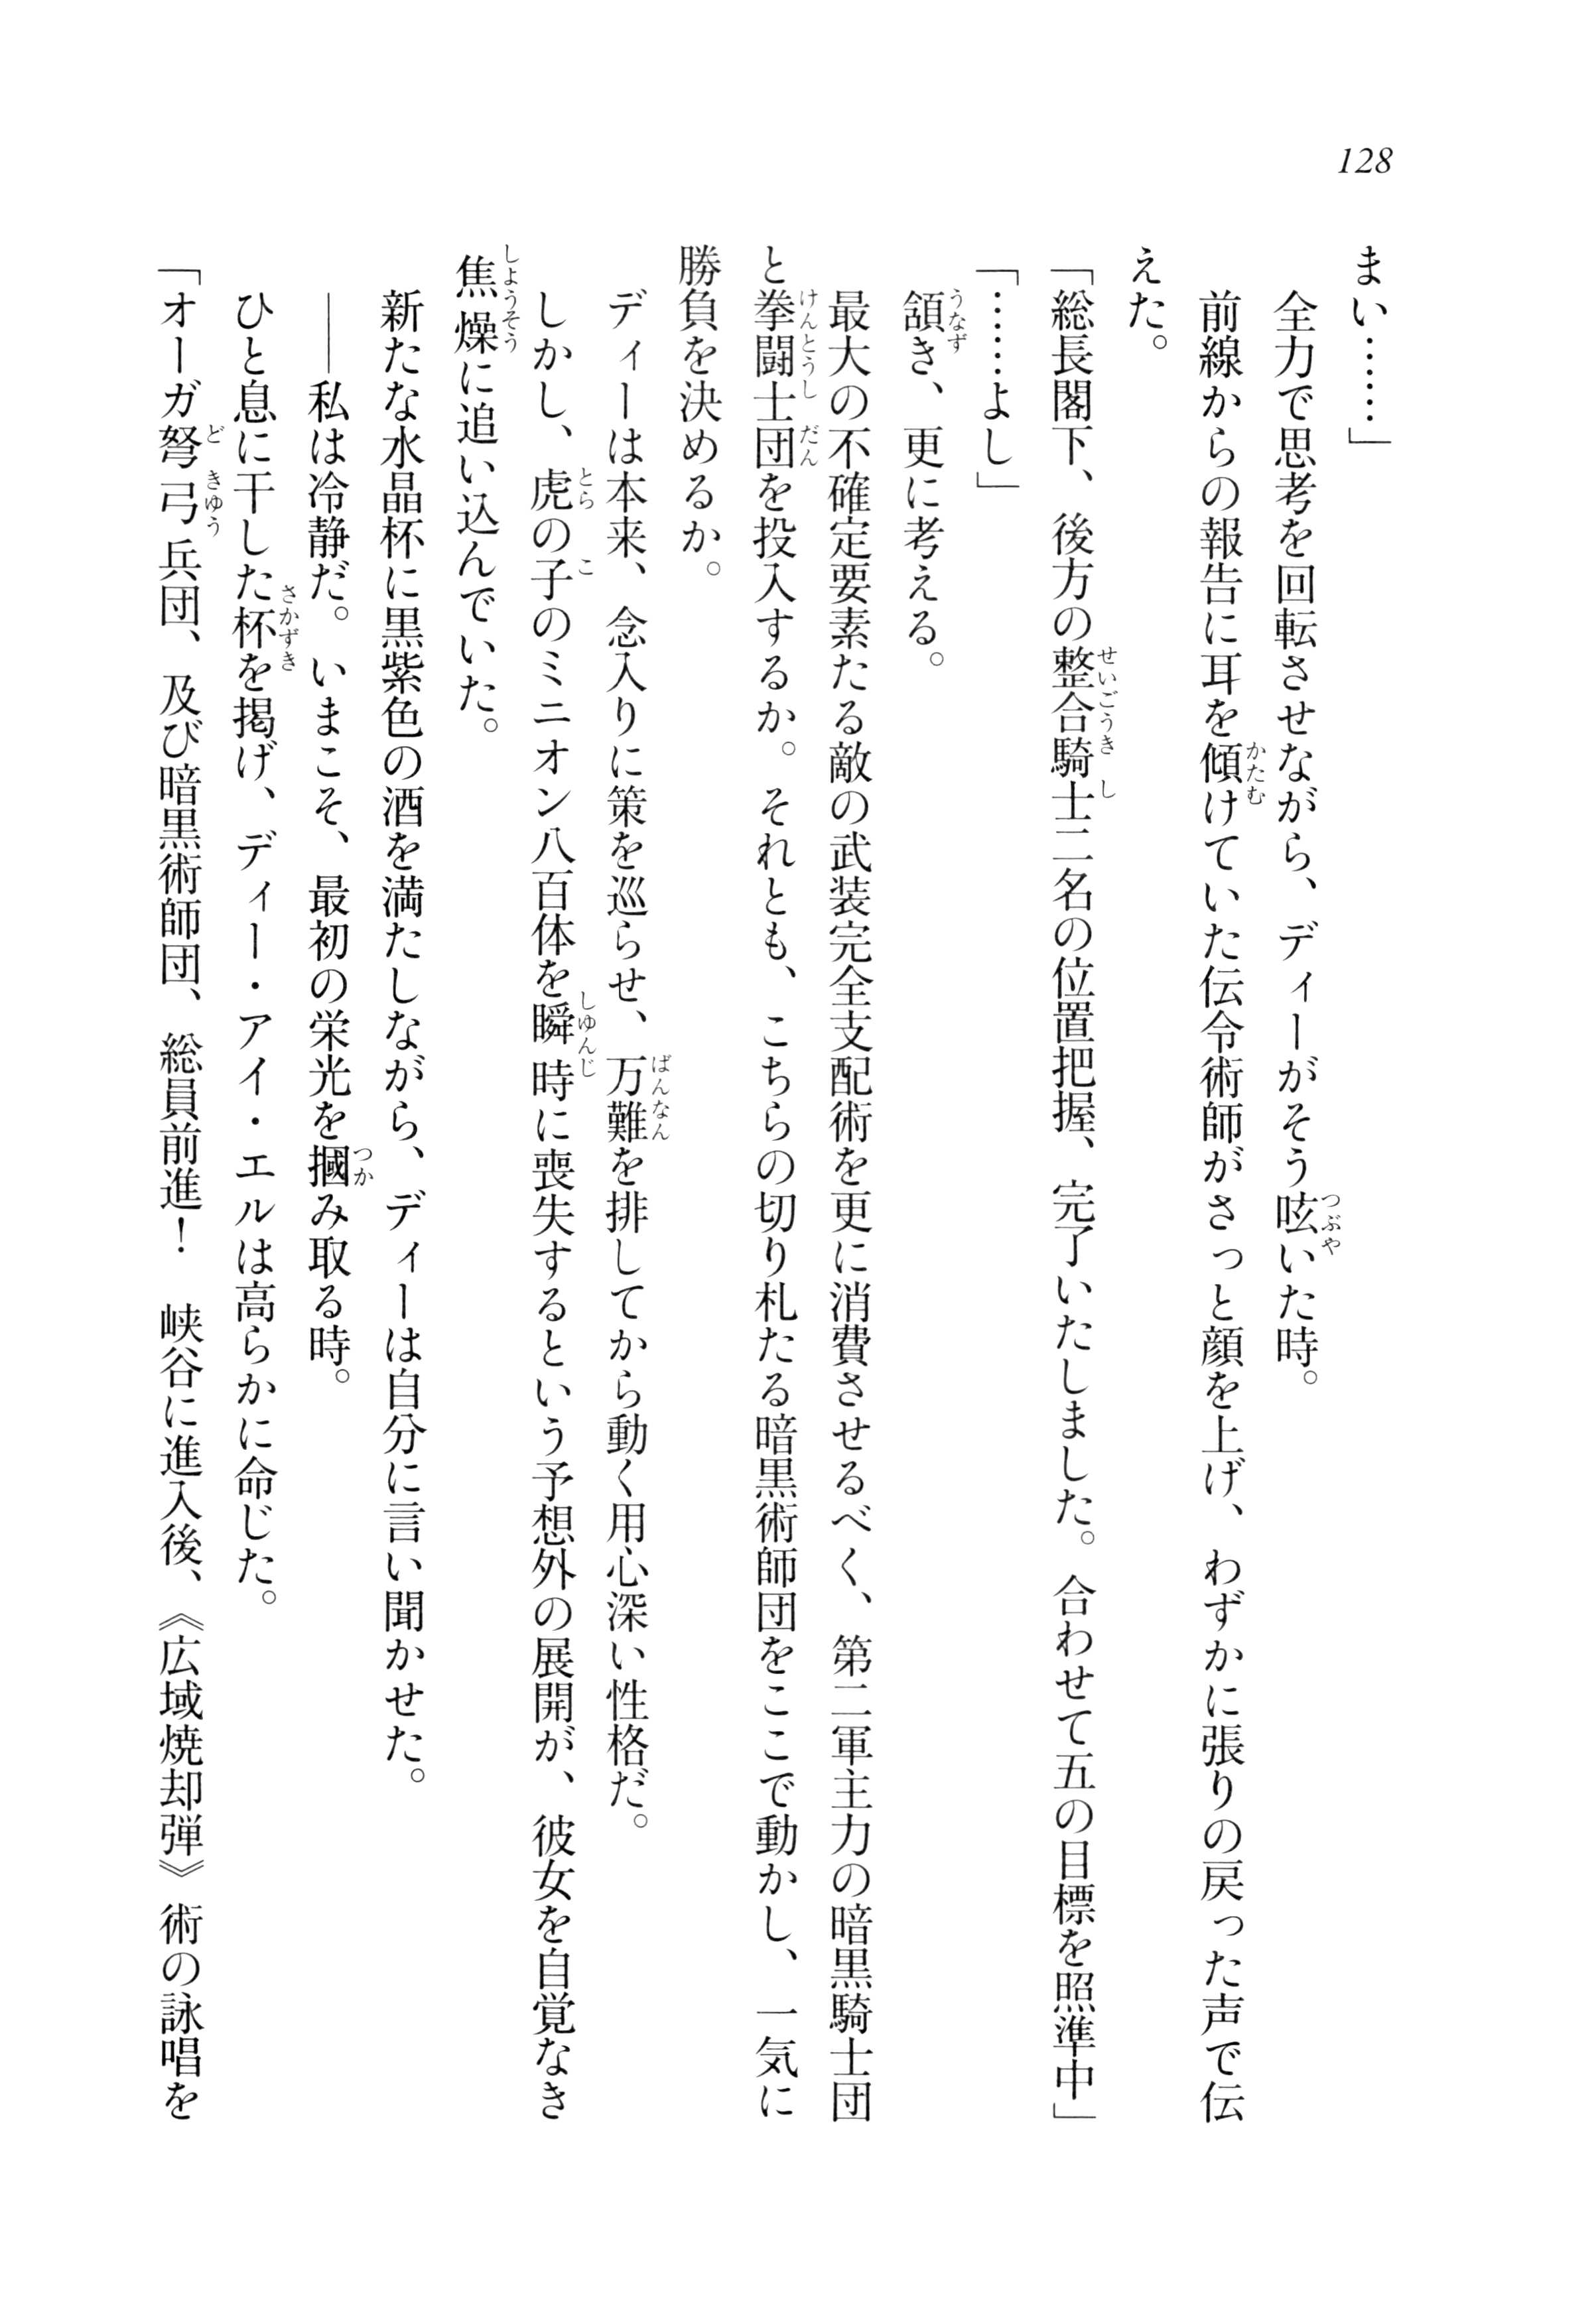 128
まい……」
　全力で思考を回転させながら、ディーがそう呟いた時。
　前線からの報告に耳を傾けていた伝令術師がさっと顔を上げ、わずかに張りの戻った声で伝
えた。
「総長閣下、後方の整合騎士二名の位置把握、完了いたしました。合わせて五の目標を照準中」
「……よし」
　頷き、更に考える。
　最大の不確定要素たる敵の武装完全支配術を更に消費させるべく、第二軍主力の暗黒騎士団
と拳闘士団を投入するか。それとも、こちらの切り札たる暗黒術師団をここで動かし、一気に
勝負を決めるか。
　ディーは本来、念入りに策を巡らせ、万難を排してから動く用心深い性格だ。
　しかし、虎の子のミニオン八百体を瞬時に喪失するという予想外の展開が、彼女を自覚なき
焦燥に追い込んでいた。
　新たな水晶杯に黒紫色の酒を満たしながら、ディーは自分に言い聞かせた。
　――私は冷静だ。いまこそ、最初の栄光を摑み取る時。
　ひと息に干した杯を掲げ、ディー・アイ・エルは高らかに命じた。
「オーガ弩弓兵団、及び暗黒術師団、総員前進！　峡谷に進入後、《広域焼却弾》術の詠唱を